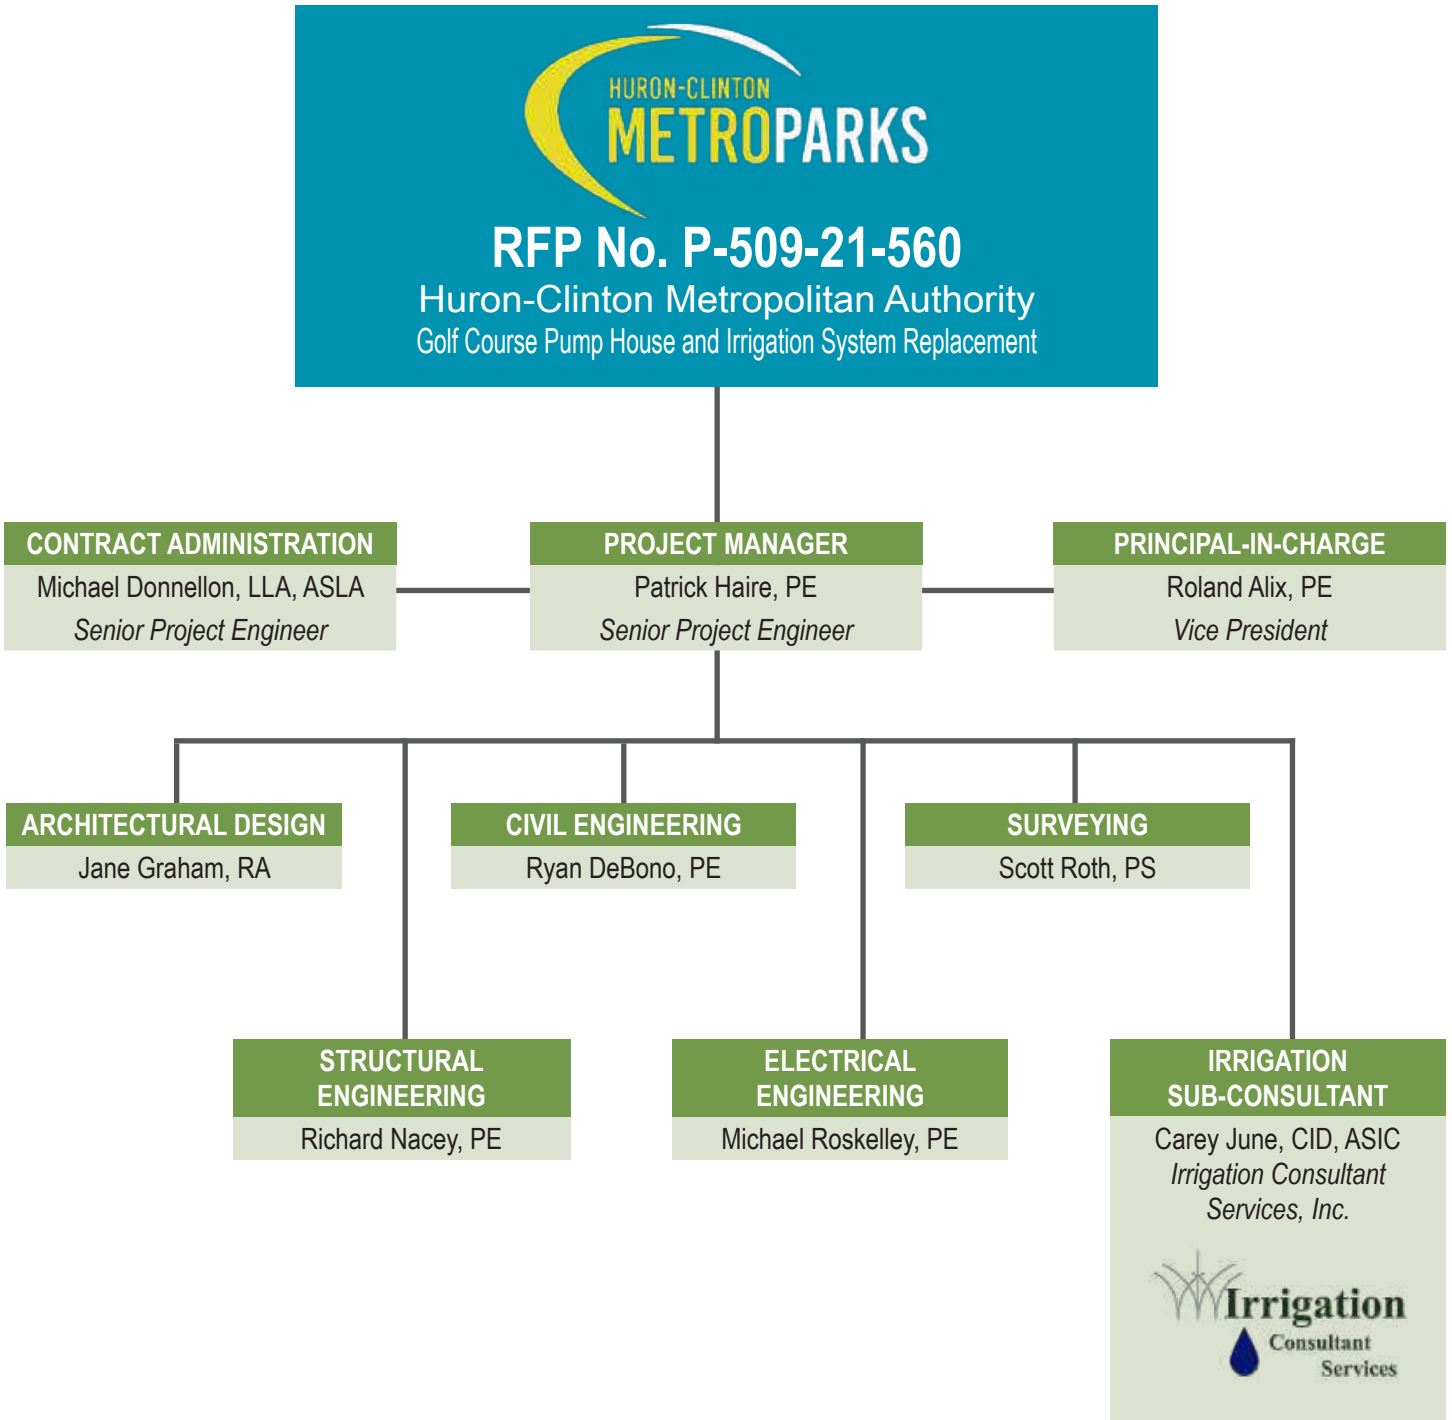 HURON-CLINTON
METROPARKS
RFP No. P-509-21-560
Huron-Clinton Metropolitan Authority
Golf Course Pump House and Irrigation System Replacement
CONTRACT ADMINISTRATION
Michael Donnellon, LLA, ASLA
Senior Project Engineer
PROJECT MANAGER
Patrick Haire, PE
Senior Project Engineer
PRINCIPAL-IN-CHARGE
Roland Alix, PE
Vice President
ARCHITECTURAL DESIGN
Jane Graham, RA
CIVIL ENGINEERING
Ryan DeBono, PE
SURVEYING
Scott Roth, PS
STRUCTURAL
ENGINEERING
Richard Nacey, PE
ELECTRICAL
ENGINEERING
Michael Roskelley, PE
IRRIGATION
SUB-CONSULTANT
Carey June, CID, ASIC
Irrigation Consultant
Services, Inc.
Irrigation
Consultant
Services